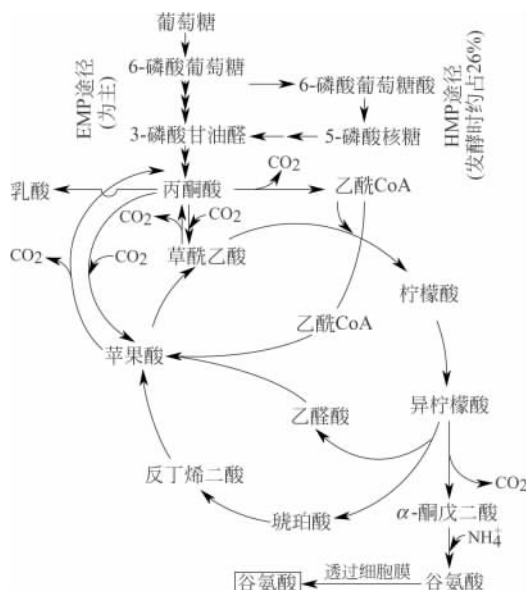 葡萄糖
6-磷酸葡萄糖
6-磷酸葡萄糖酸
EMP途径
(为主)
HMP途径
(发酵时约占26%)
3-磷酸甘油醛
5-磷酸核糖
CO2
乳酸
丙酮酸
乙酰CoA
CO2
CO2
CO2
CO2
草酰乙酸
柠檬酸
乙酰CoA
苹果酸
异柠檬酸
乙醛酸
反丁烯二酸
CO2
α-酮戊二酸
琥珀酸
NH4+
谷氨酸
透过细胞膜
谷氨酸